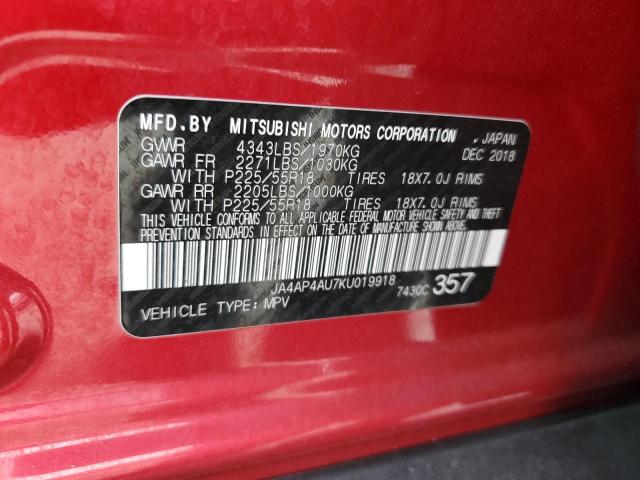 MFD.BY MITSUBISHI MOTORS CORPORATION , JAPAN
GVWR 4343LBS/1970KG DEC 2018
GAWR FR 2271LBS/1030KG
WITH P225/55R18 TIRES 18X7.0J RIMS
GAWR RR 2205LBS/1000KG
WITH P225/55R18 TIRES 18X7.0J RIMS
THIS VEHICLE CONFORMS TO ALL APPLICABLE FEDERAL MOTOR VEHICLE SAFETY AND THEFT
PREVENTION STANDARDS IN EFFECT ON THE DATE OF MANUFACTURE SHOWN ABOVE.
JA4AP4AU7KU019918 7430C 357
VEHICLE TYPE: MPV